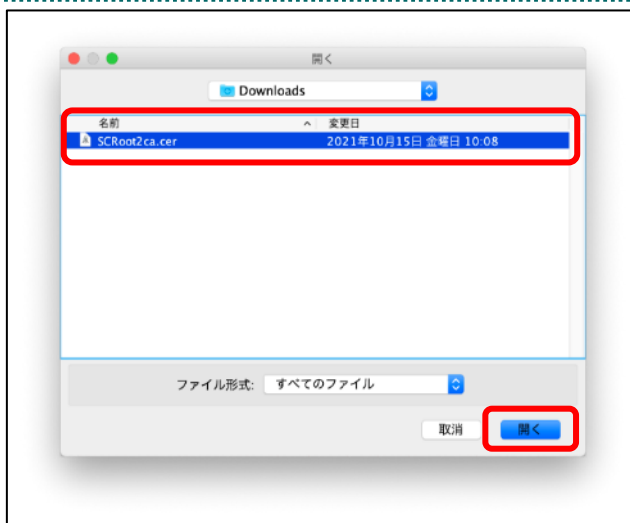 開く
Downloads
名前 変更日
SCRoot2ca.cer 2021年10月15日 金曜日 10:08
ファイル形式: すべてのファイル
取消 開く